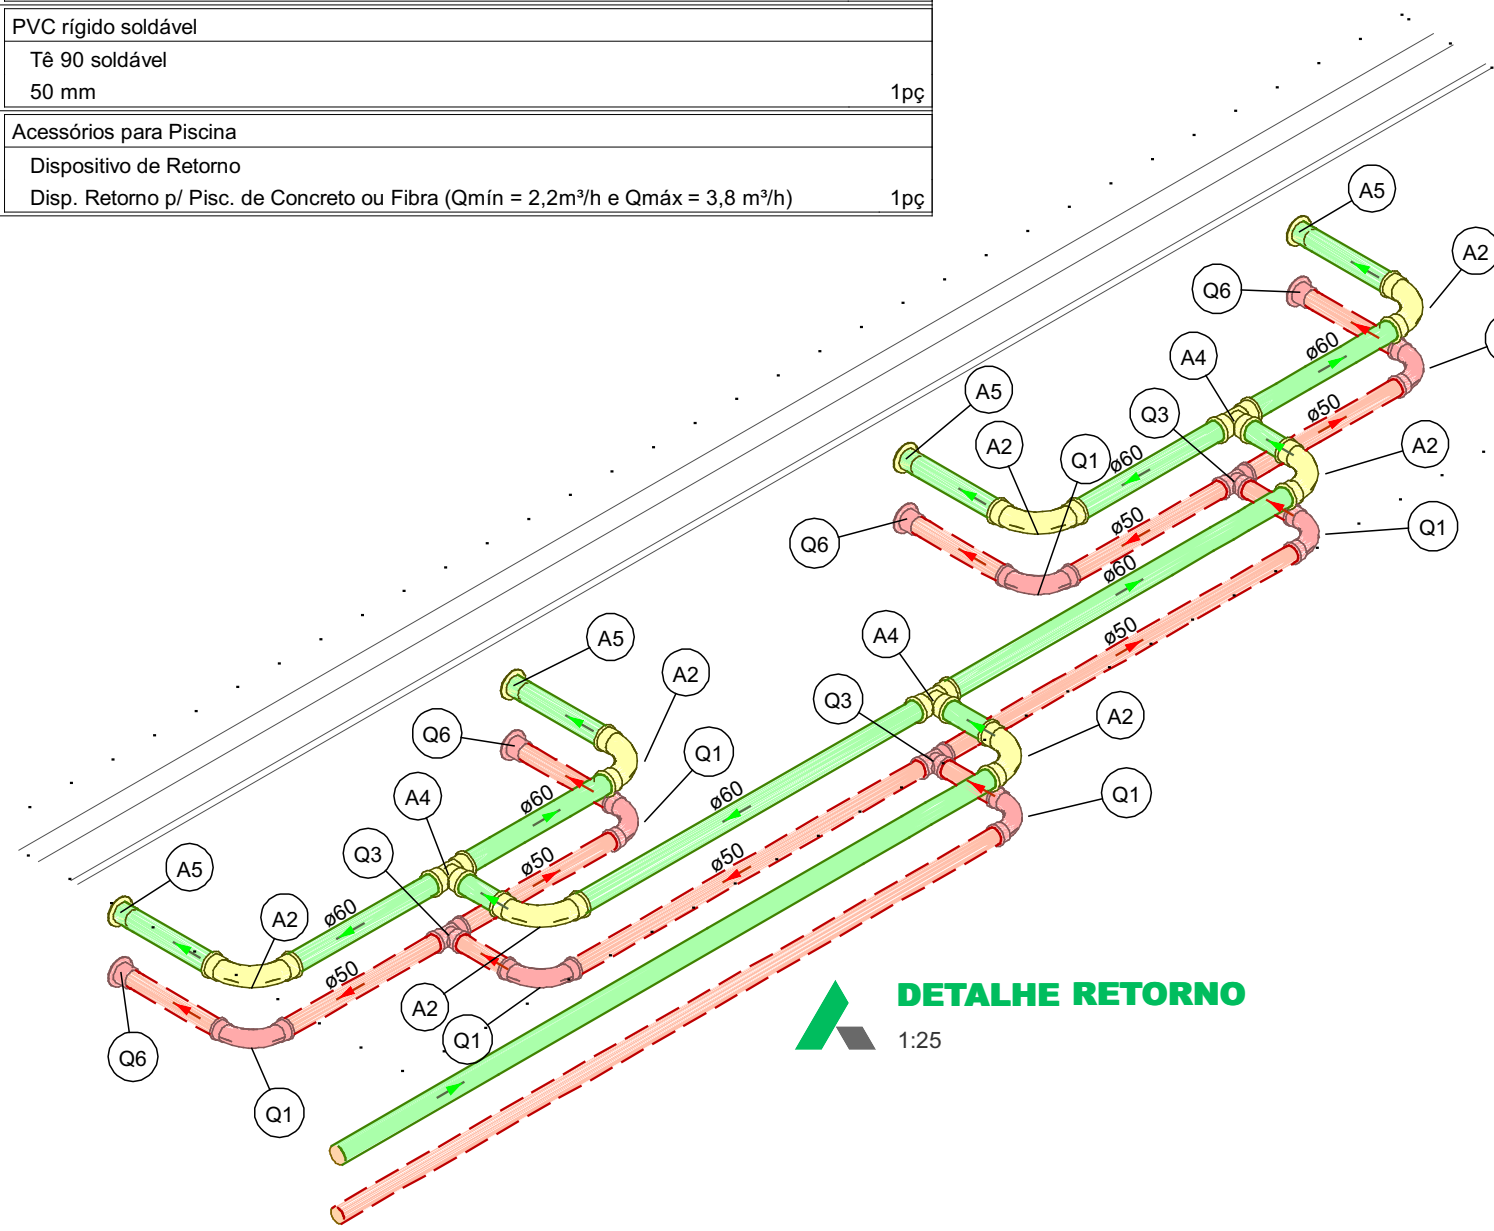 PVC rígido soldável
Tê 90 soldável
50 mm 1pç
Acessórios para Piscina
Dispositivo de Retorno
Disp. Retorno p/ Pisc. de Concreto ou Fibra (Qmín = 2,2m³/h e Qmáx = 3,8 m³/h) 1pç
A5
A2
Q6
ø60
A4
A5
ø50
Q3
A2
Q1
ø60
A2
Q6
ø50
Q1
ø60
ø50
A5
A4
A2
Q3
A2
Q6
Q1
A4
ø60
ø60
Q1
Q3
ø50
ø50
A5
A2
ø60
ø50
A2
Q1
Q6
Q1
DETALHE RETORNO
1:25